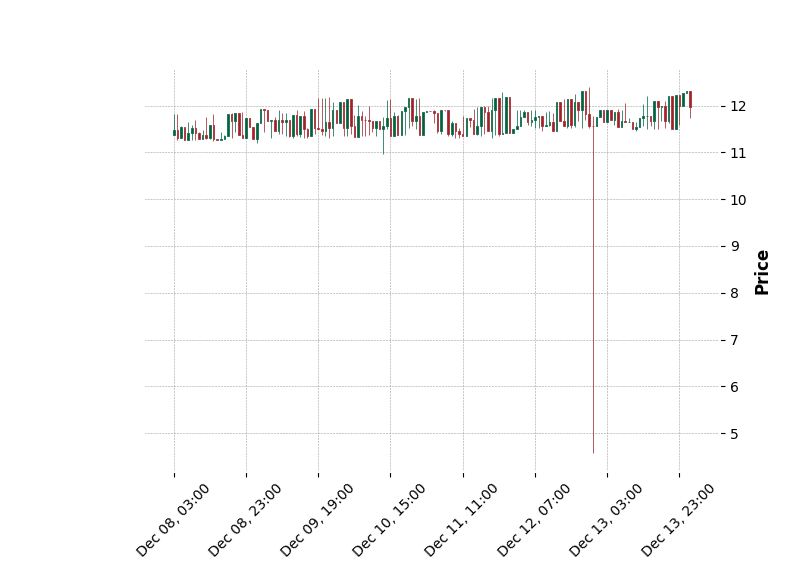 12
11
10
9
8
7
6
5
Price
Dec 08, 03:00
Dec 08, 23:00
Dec 09, 19:00
Dec 10, 15:00
Dec 11, 11:00
Dec 12, 07:00
Dec 13, 03:00
Dec 13, 23:00